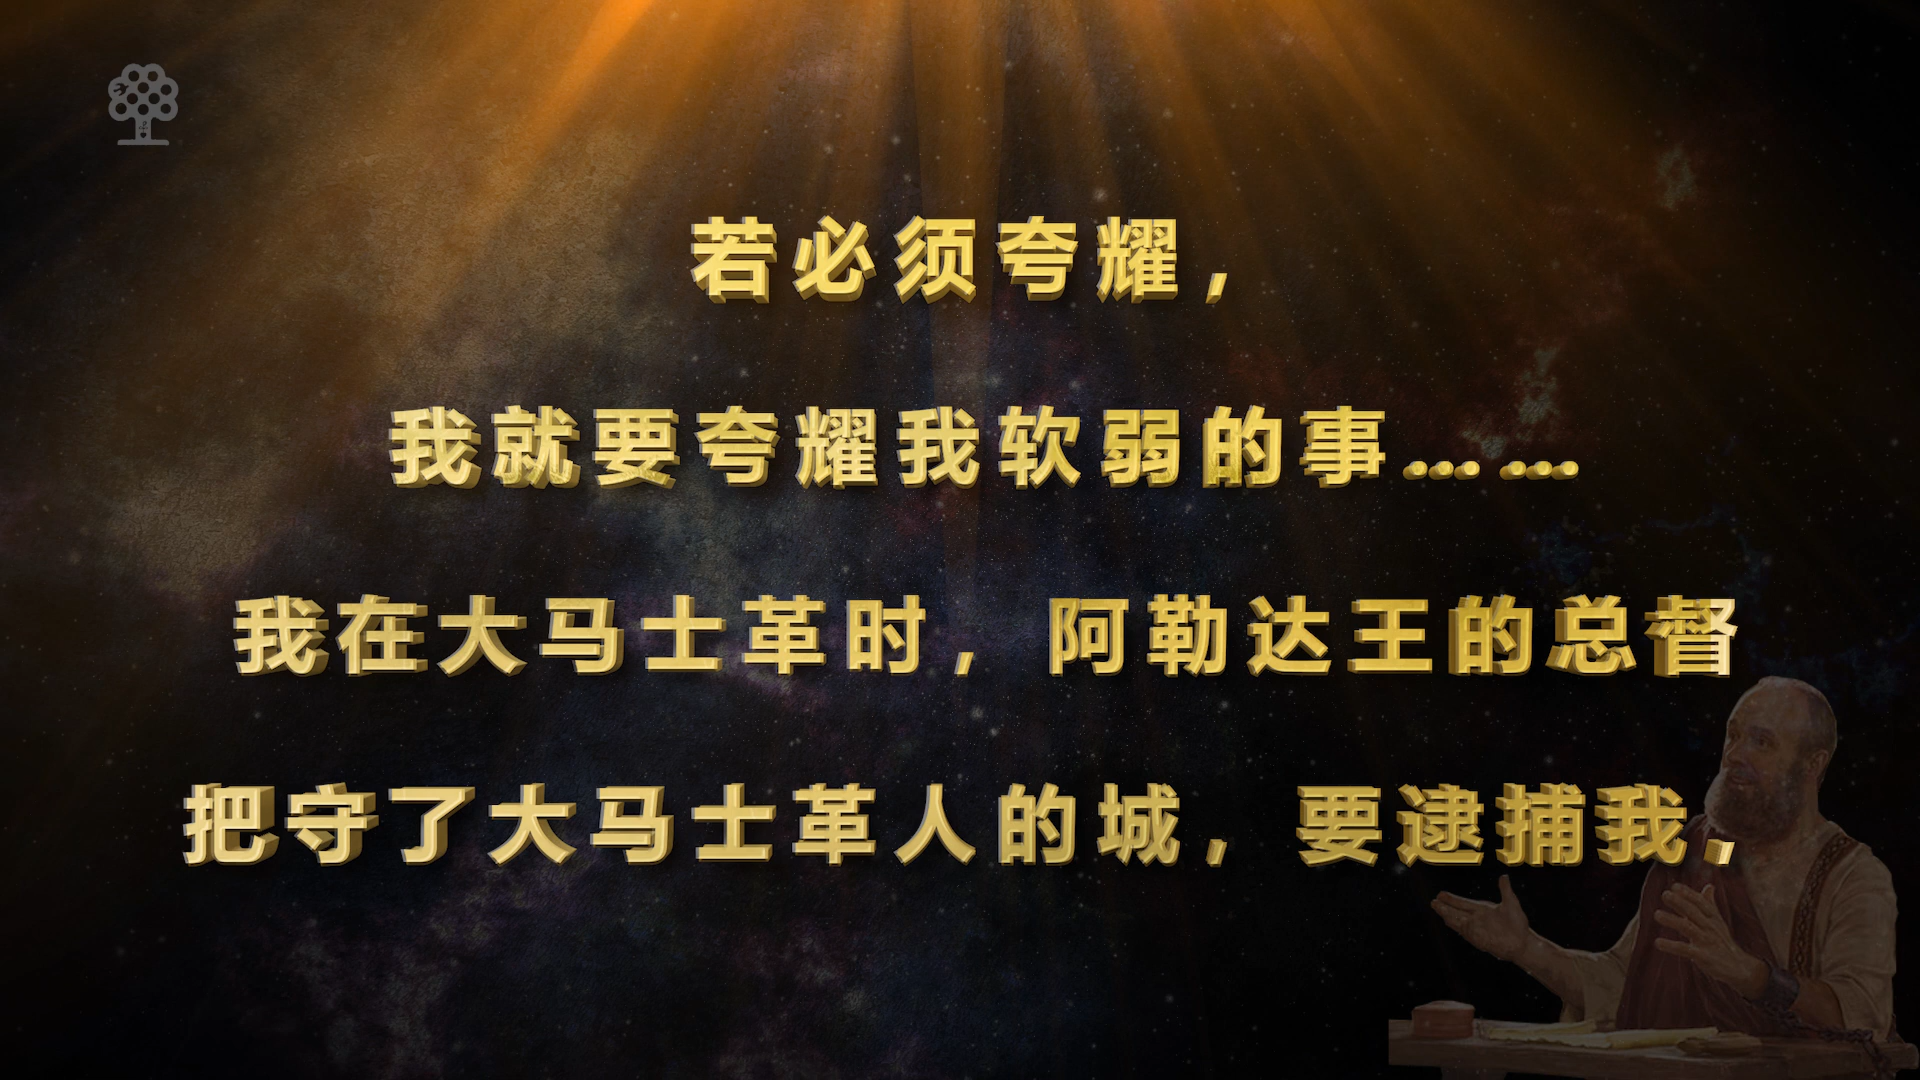 若必须夸耀，
我就要夸耀我软弱的事……
我在大马士革时，阿勒达王的总督
把守了大马士革人的城，要逮捕我，